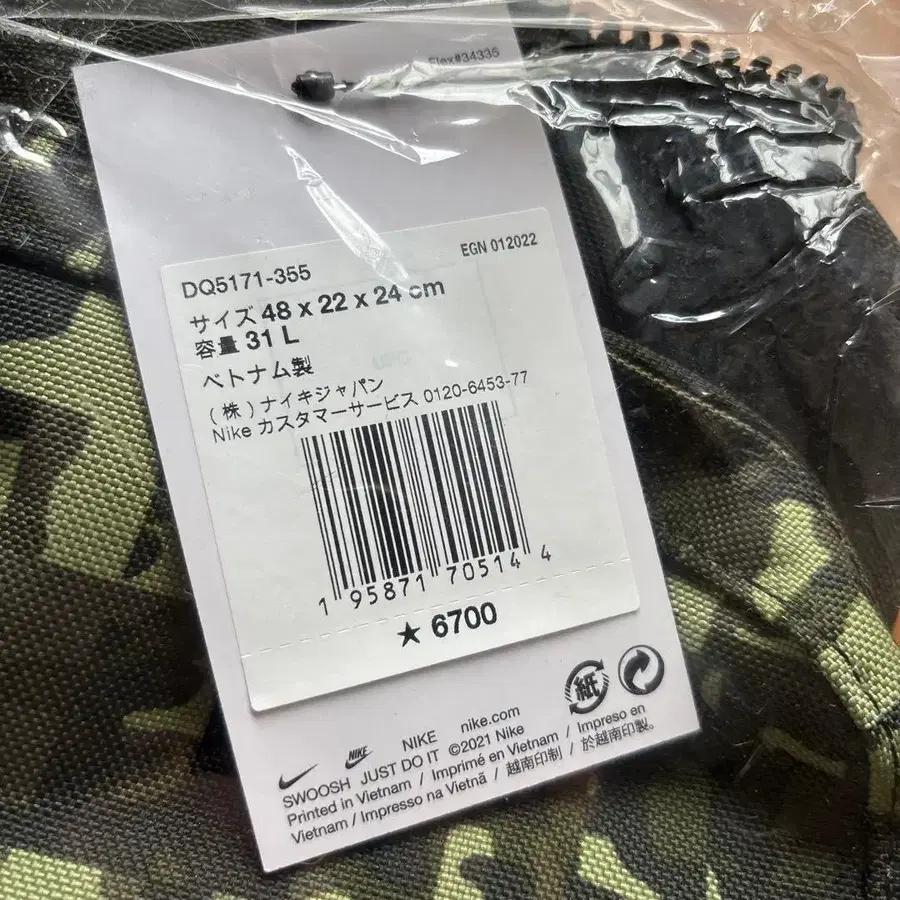 Flex#34335
EGN 012022
DQ5171-355
サイズ 48 x 22 x 24 cm
容量 31 L
ベトナム製
(株)ナイキジャパン
Nike カスタマーサービス 0120-6453-77
1 95871 70514 4
★ 6700
紙
NIKE
SWOOSH JUST DO IT NIKE ©2021 Nike nike.com
Printed in Vietnam / Imprimé en Vietnam / Impreso en
Vietnam / Impresso na Vietnã / 越南印制 / 於越南印製。